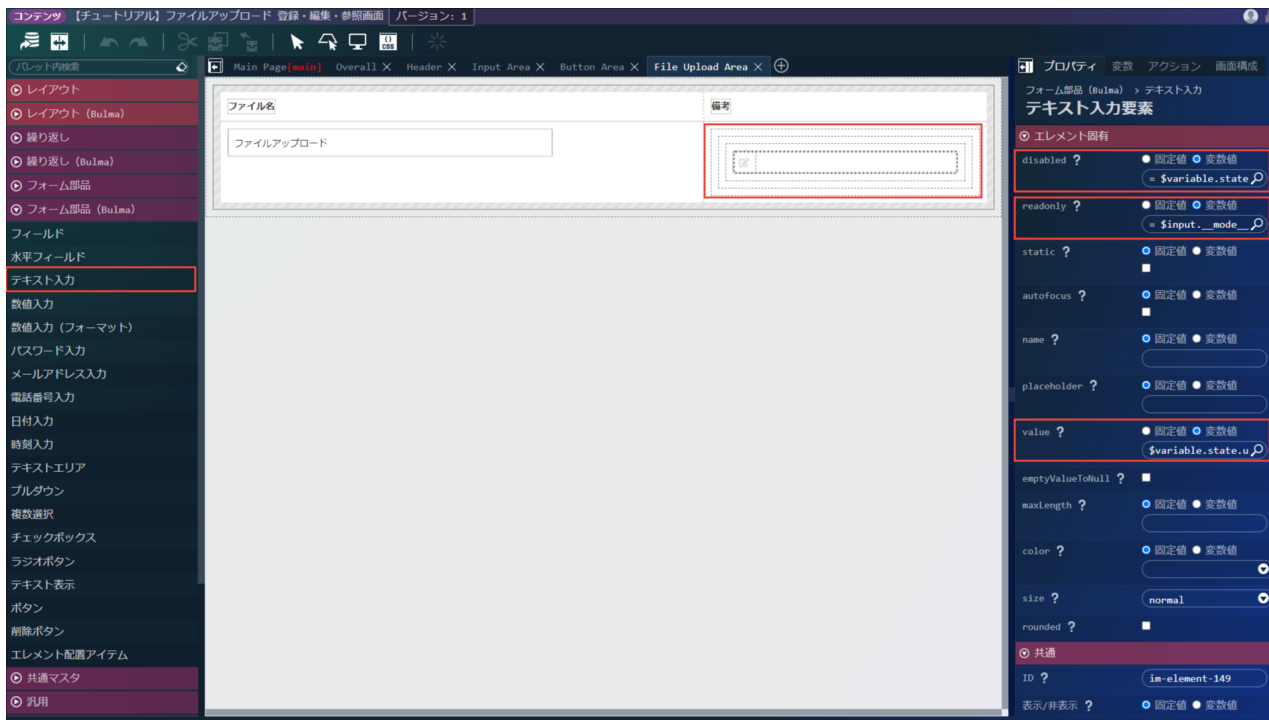 コンテンツ 【チュートリアル】ファイルアップロード 登録・編集・参照画面 バージョン: 1
パレット内検索
レイアウト
レイアウト（Bulma）
繰り返し
繰り返し（Bulma）
フォーム部品
フォーム部品（Bulma）
フィールド
水平フィールド
テキスト入力
数値入力
数値入力（フォーマット）
パスワード入力
メールアドレス入力
電話番号入力
日付入力
時刻入力
テキストエリア
プルダウン
複数選択
チェックボックス
ラジオボタン
テキスト表示
ボタン
削除ボタン
エレメント配置アイテム
共通マスタ
汎用
Main Page[main] Overall Header Input Area Button Area File Upload Area
ファイル名 備考
ファイルアップロード
プロパティ 変数 アクション 画面構成
フォーム部品（Bulma） > テキスト入力
テキスト入力要素
エレメント固有
disabled ? 固定値 変数値
= $variable.state
readonly ? 固定値 変数値
= $input.__mode__
static ? 固定値 変数値
autofocus ? 固定値 変数値
name ? 固定値 変数値
placeholder ? 固定値 変数値
value ? 固定値 変数値
$variable.state.u
emptyValueToNull ?
maxLength ? 固定値 変数値
color ? 固定値 変数値
size ? normal
rounded ?
共通
ID ? im-element-149
表示/非表示 ? 固定値 変数値